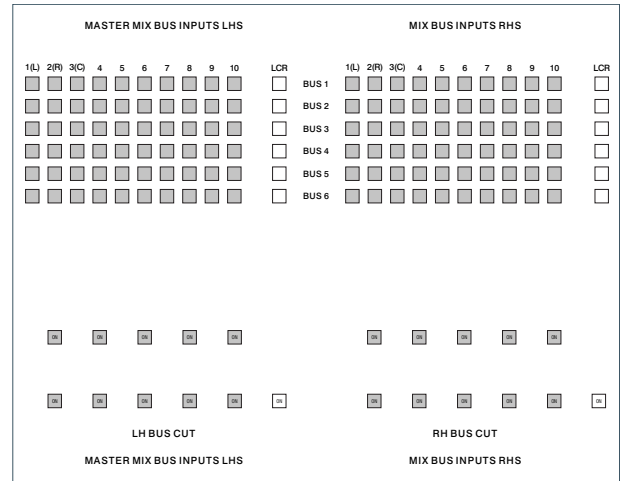 MASTER MIX BUS INPUTS LHS MIX BUS INPUTS RHS
1(L) 2(R) 3(C) 4 5 6 7 8 9 10 LCR 1(L) 2(R) 3(C) 4 5 6 7 8 9 10 LCR
BUS 1
BUS 2
BUS 3
BUS 4
BUS 5
BUS 6
ON ON ON ON ON ON ON ON ON ON
ON ON ON ON ON ON ON ON ON ON ON ON
LH BUS CUT RH BUS CUT
MASTER MIX BUS INPUTS LHS MIX BUS INPUTS RHS